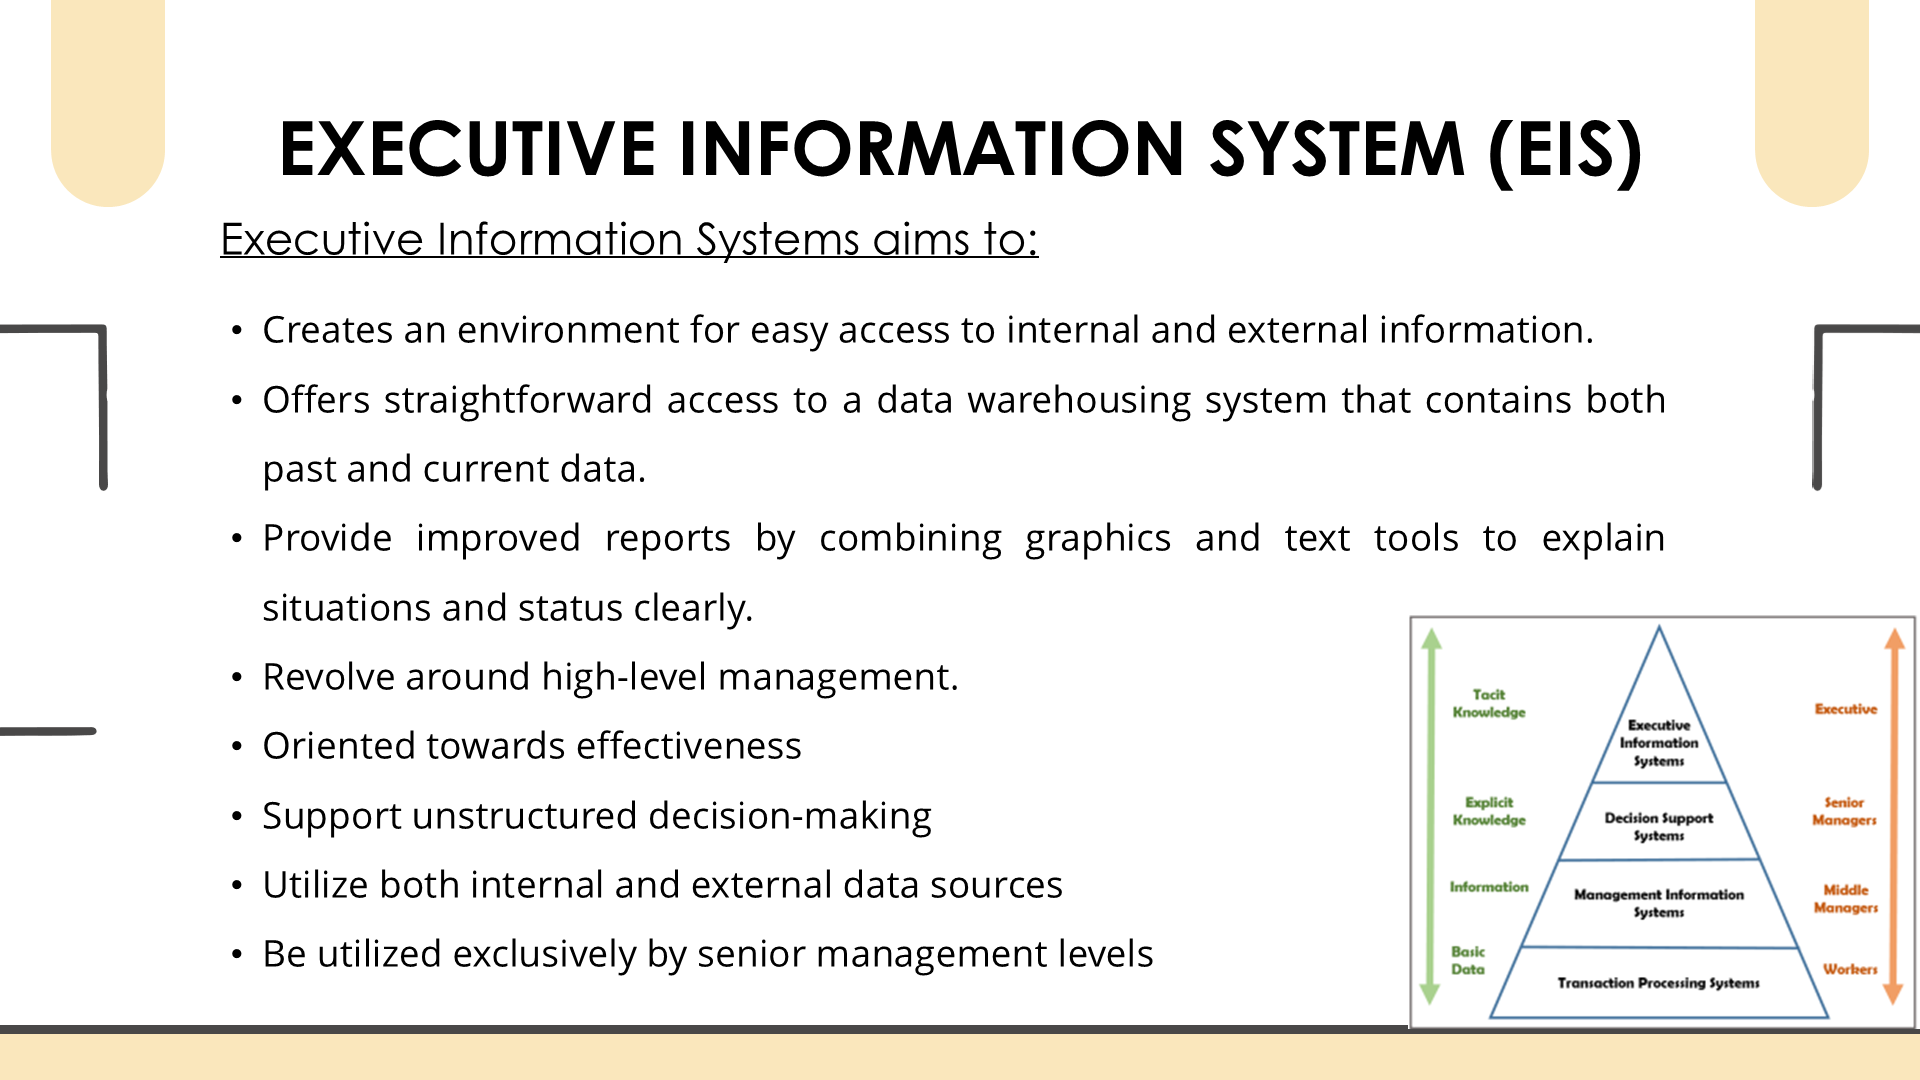 EXECUTIVE INFORMATION SYSTEM (EIS)
Executive Information Systems aims to:
• Creates an environment for easy access to internal and external information.
• Offers straightforward access to a data warehousing system that contains both
past and current data.
• Provide improved reports by combining graphics and text tools to explain
situations and status clearly.
• Revolve around high-level management.
• Oriented towards effectiveness
• Support unstructured decision-making
• Utilize both internal and external data sources
• Be utilized exclusively by senior management levels
Tacit
Knowledge
Executive
Information
Systems
Executive
Explicit
Knowledge
Decision Support
Systems
Senior
Managers
Information
Management Information
Systems
Middle
Managers
Basic
Data
Transaction Processing Systems
Workers